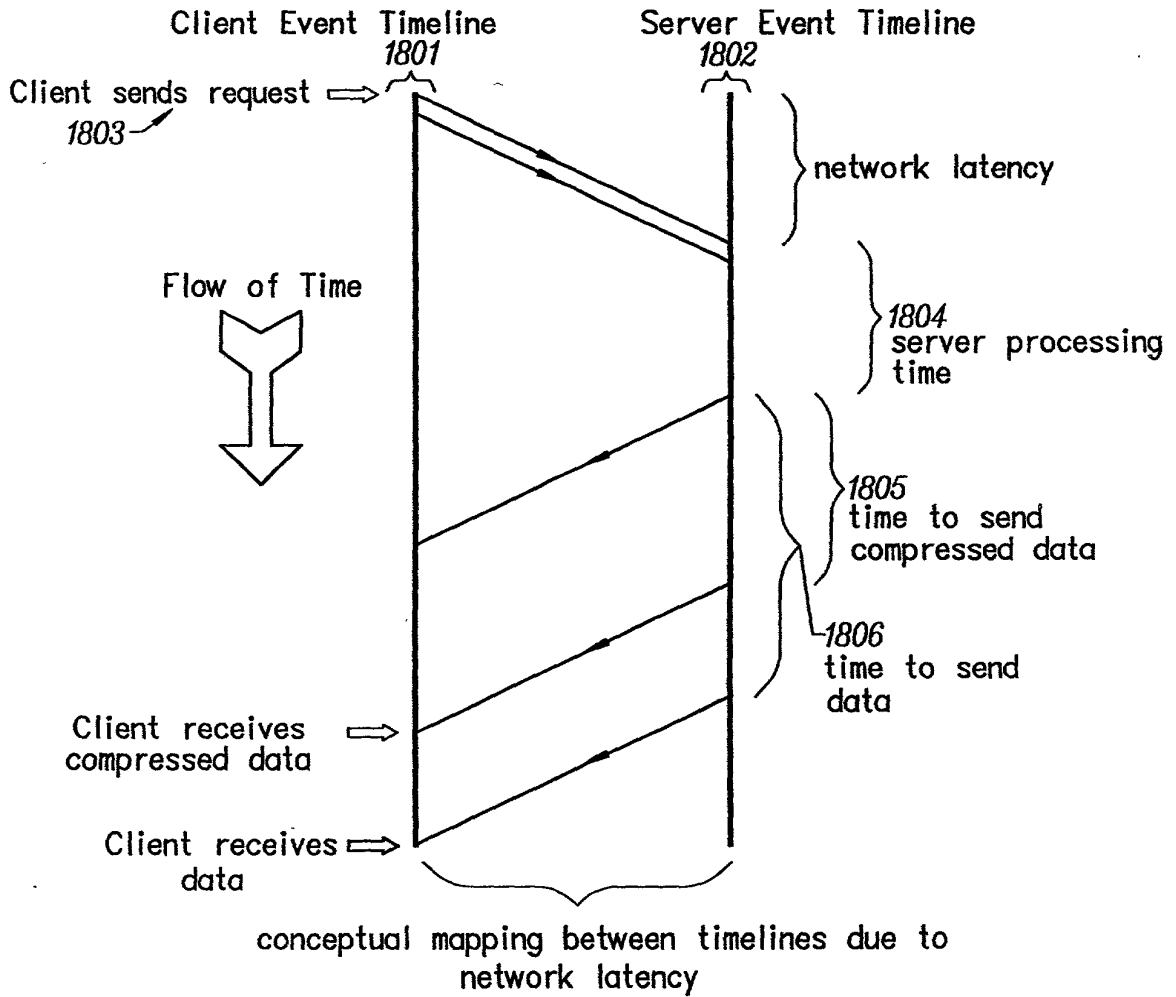 Client Event Timeline
1801
Server Event Timeline
1802
Client sends request
1803
network latency
Flow of Time
1804
server processing
time
1805
time to send
compressed data
1806
time to send
data
Client receives
compressed data
Client receives
data
conceptual mapping between timelines due to
network latency